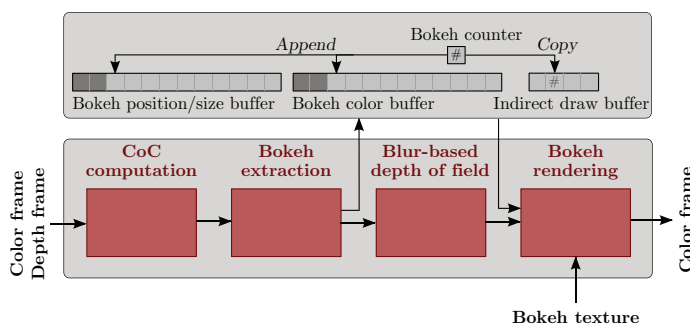 Bokeh counter
Append
#
Copy
#
Bokeh position/size buffer
Bokeh color buffer
Indirect draw buffer
CoC
computation
Bokeh
extraction
Blur-based
depth of field
Bokeh
rendering
Color frame
Depth frame
Color frame
Bokeh texture